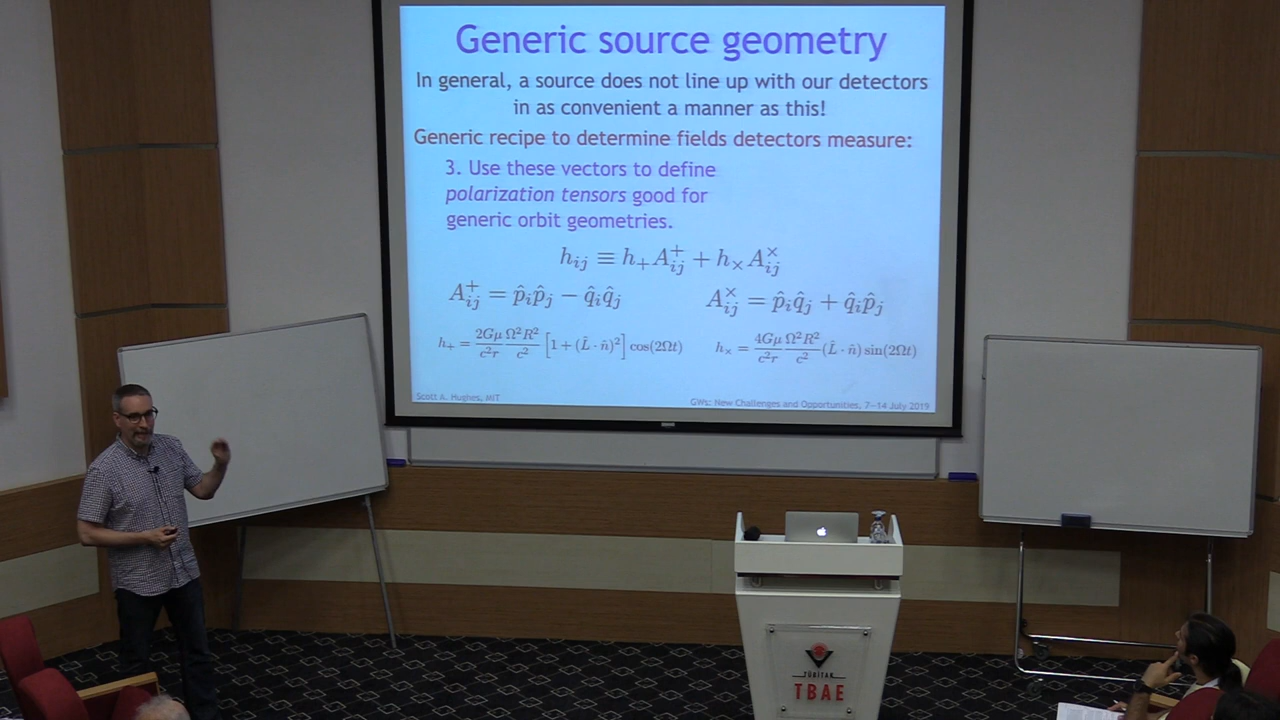 Generic source geometry
In general, a source does not line up with our detectors
in as convenient a manner as this!
Generic recipe to determine fields detectors measure:
3. Use these vectors to define
polarization tensors good for
generic orbit geometries.
h_{ij} ≡ h_+ A^+_{ij} + h_× A^×_{ij}
A^+_{ij} = p̂_i p̂_j − q̂_i q̂_j
A^×_{ij} = p̂_i q̂_j + q̂_i p̂_j
h_+ = \frac{2Gμ}{c^2 r} \frac{Ω^2 R^2}{c^2} [1 + (L̂ · n̂)^2] cos(2Ωt)
h_× = \frac{4Gμ}{c^2 r} \frac{Ω^2 R^2}{c^2} (L̂ · n̂) sin(2Ωt)
Scott A. Hughes, MIT
GWs: New Challenges and Opportunities, 7–14 July 2019
TÜBİTAK
TBAE